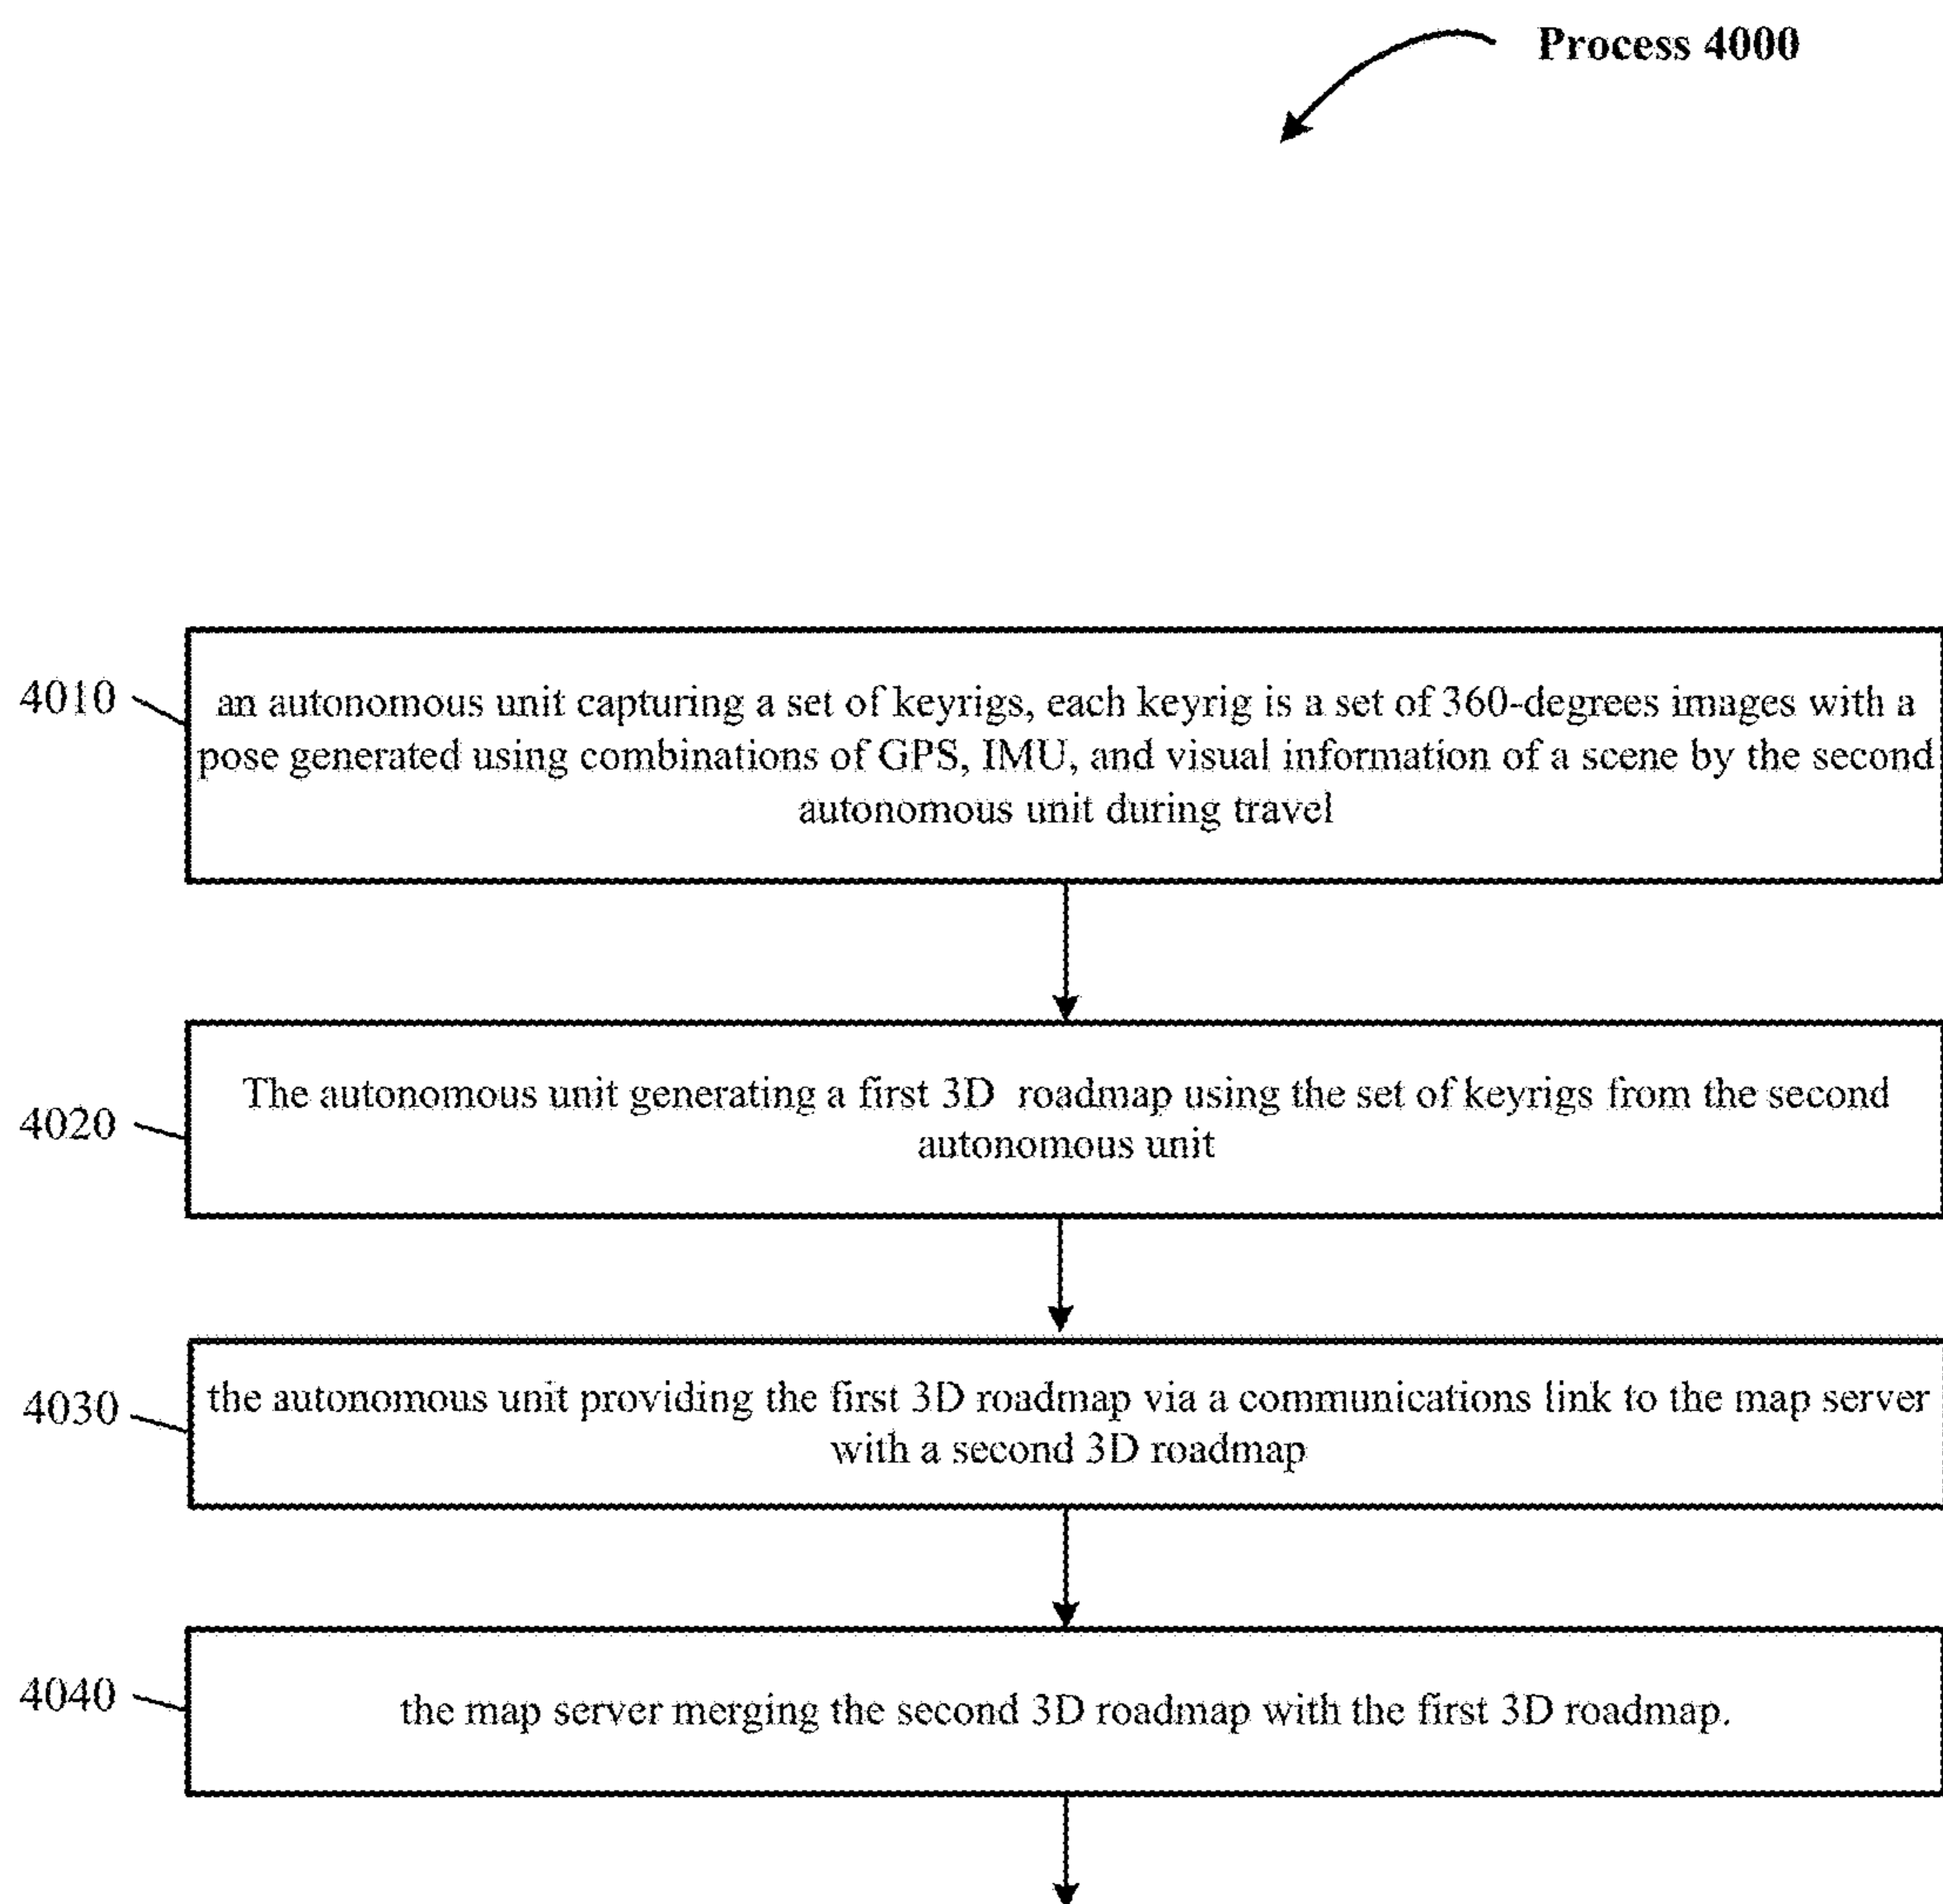 Process 4000
4010
an autonomous unit capturing a set of keyrigs, each keyrig is a set of 360-degrees images with a
pose generated using combinations of GPS, IMU, and visual information of a scene by the second
autonomous unit during travel
4020
The autonomous unit generating a first 3D roadmap using the set of keyrigs from the second
autonomous unit
4030
the autonomous unit providing the first 3D roadmap via a communications link to the map server
with a second 3D roadmap
4040
the map server merging the second 3D roadmap with the first 3D roadmap.